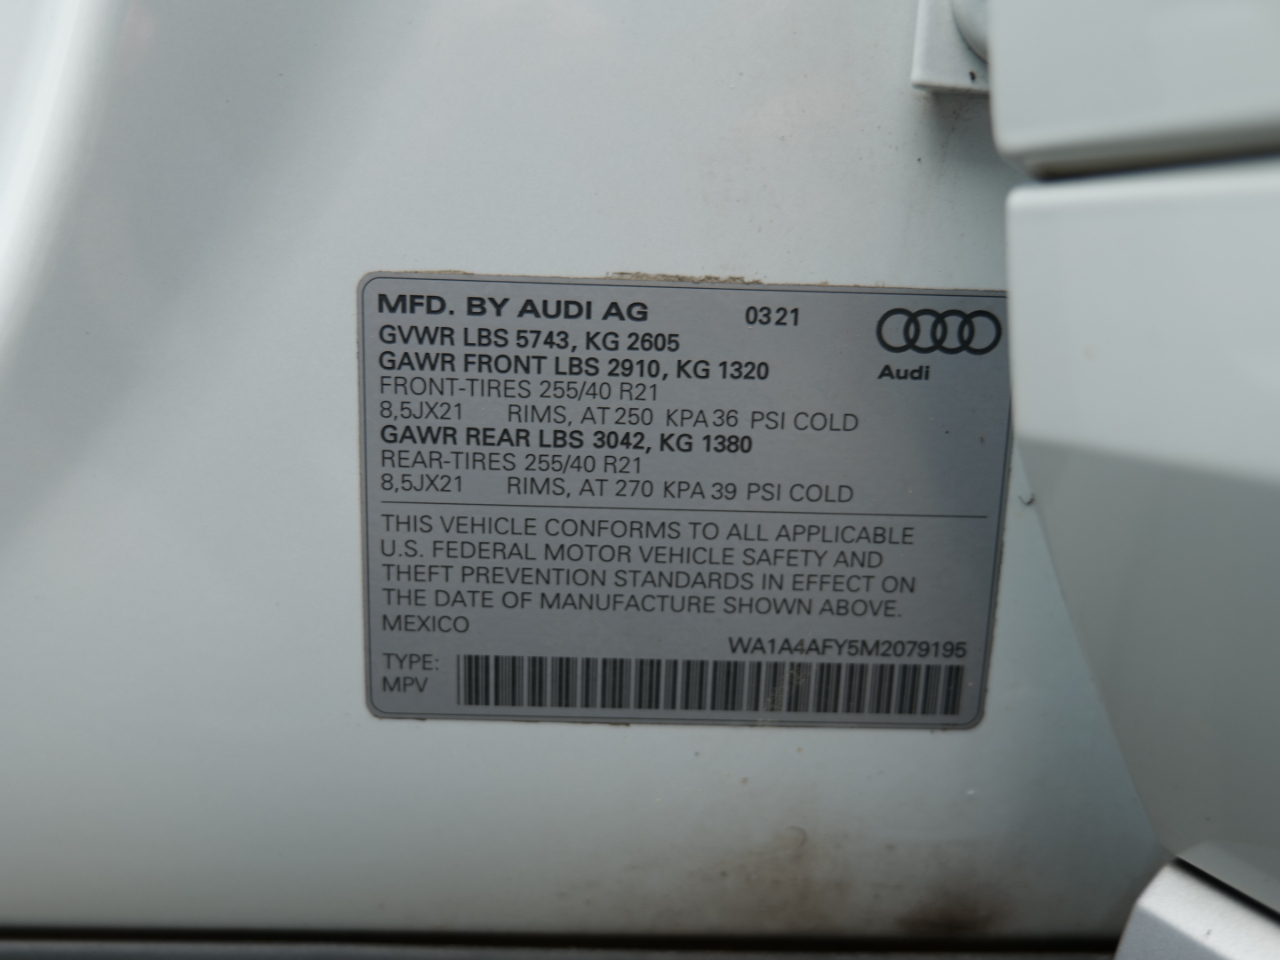 MFD. BY AUDI AG 0321
GVWR LBS 5743, KG 2605
GAWR FRONT LBS 2910, KG 1320
Audi
FRONT-TIRES 255/40 R21
8,5JX21 RIMS, AT 250 KPA 36 PSI COLD
GAWR REAR LBS 3042, KG 1380
REAR-TIRES 255/40 R21
8,5JX21 RIMS, AT 270 KPA 39 PSI COLD
THIS VEHICLE CONFORMS TO ALL APPLICABLE
U.S. FEDERAL MOTOR VEHICLE SAFETY AND
THEFT PREVENTION STANDARDS IN EFFECT ON
THE DATE OF MANUFACTURE SHOWN ABOVE.
MEXICO
WA1A4AFY5M2079195
TYPE:
MPV